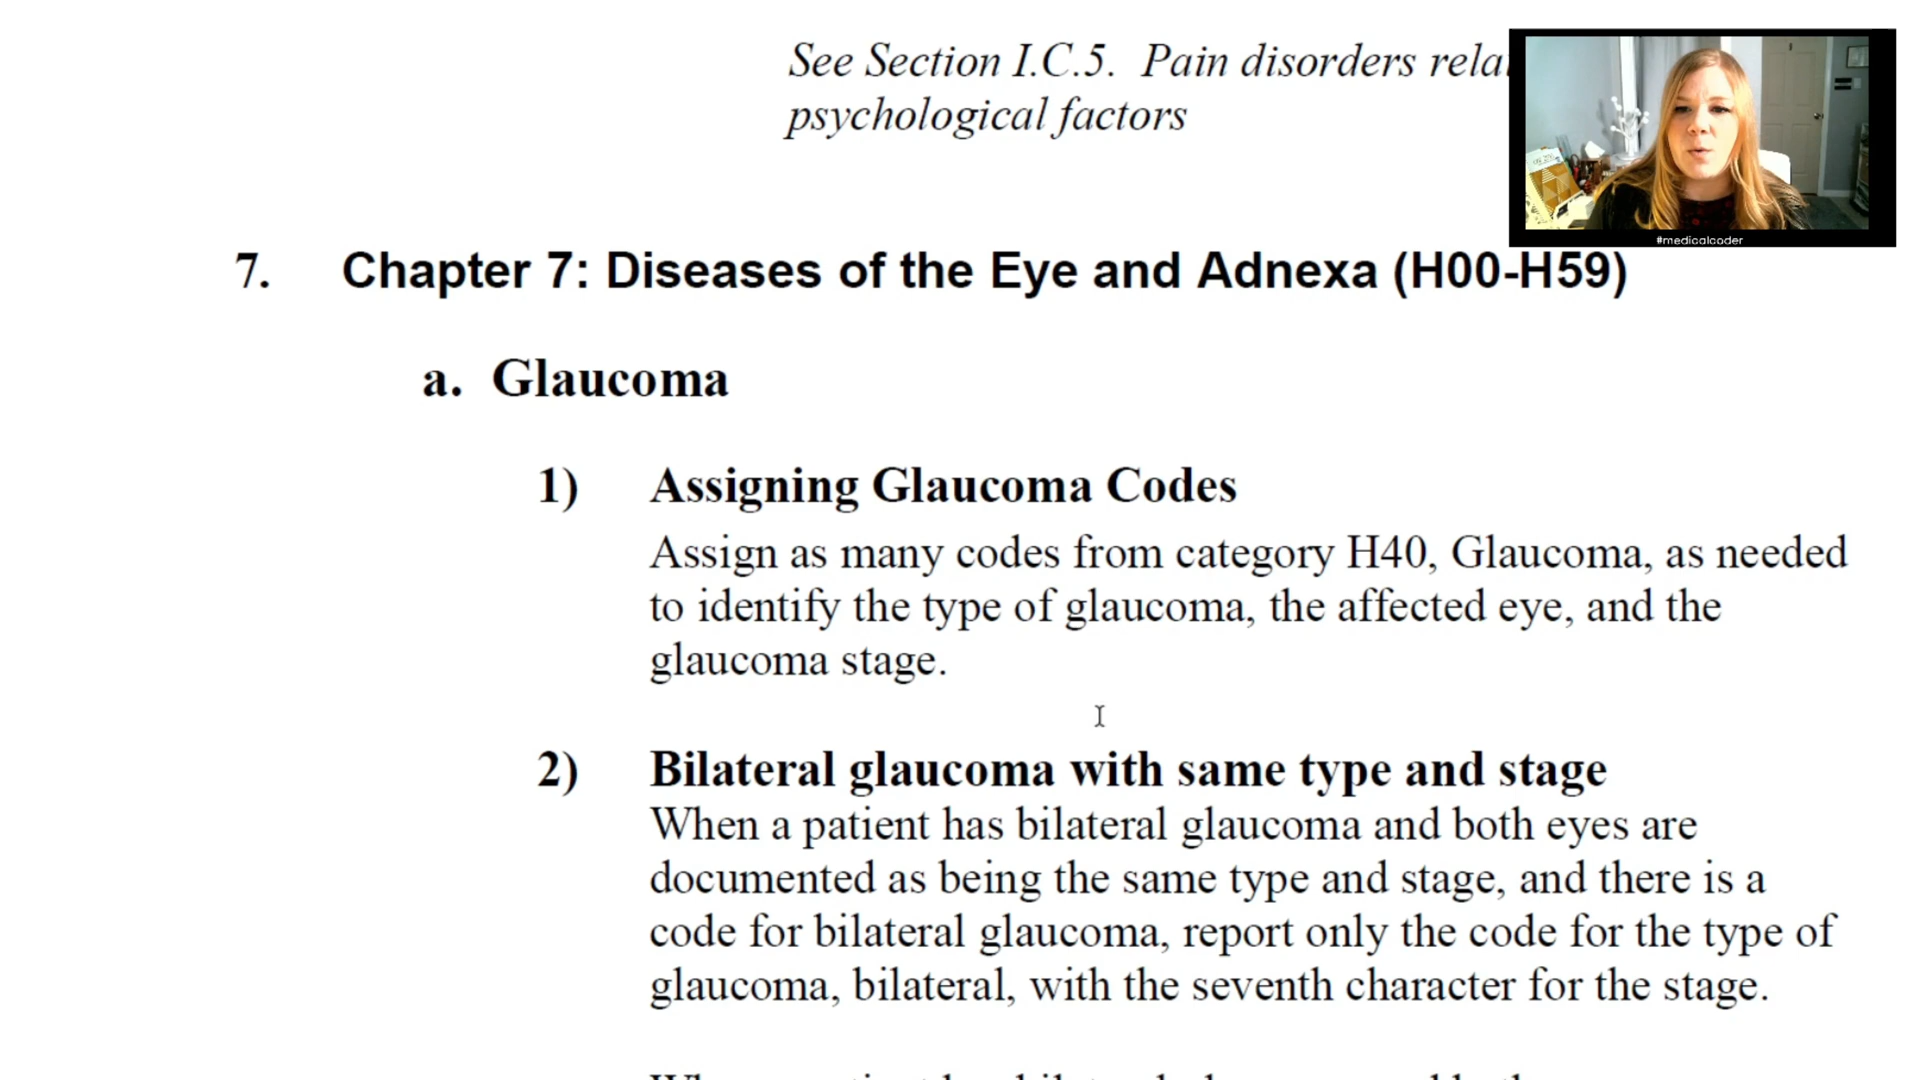 See Section I.C.5. Pain disorders
psychological factors
#medicalcoder
7. Chapter 7: Diseases of the Eye and Adnexa (H00-H59)
a. Glaucoma
1) Assigning Glaucoma Codes
Assign as many codes from category H40, Glaucoma, as needed
to identify the type of glaucoma, the affected eye, and the
glaucoma stage.
2) Bilateral glaucoma with same type and stage
When a patient has bilateral glaucoma and both eyes are
documented as being the same type and stage, and there is a
code for bilateral glaucoma, report only the code for the type of
glaucoma, bilateral, with the seventh character for the stage.